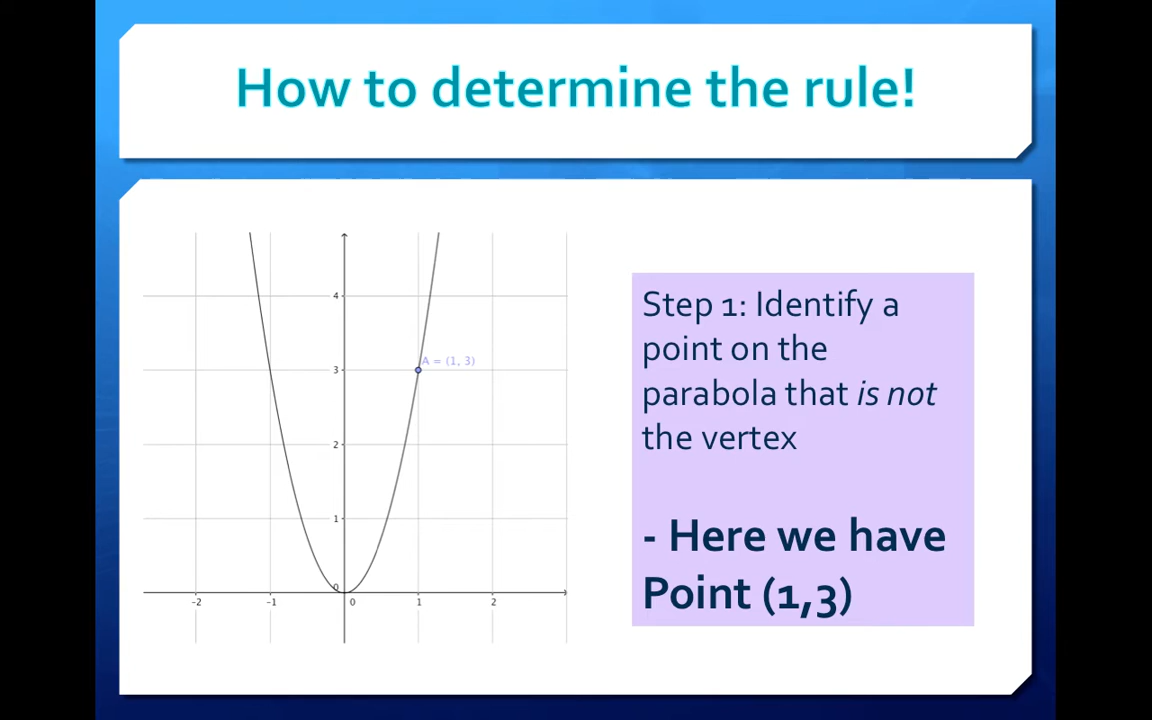 How to determine the rule!
4
A = (1, 3)
3
2
1
0
-2
-1
0
1
2
Step 1: Identify a
point on the
parabola that is not
the vertex
- Here we have
Point (1,3)